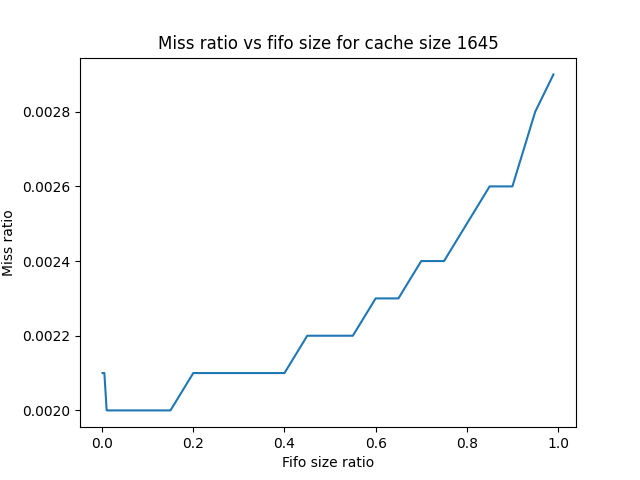 Miss ratio vs fifo size for cache size 1645
0.0028
0.0026
0.0024
0.0022
0.0020
Miss ratio
0.0 0.2 0.4 0.6 0.8 1.0
Fifo size ratio